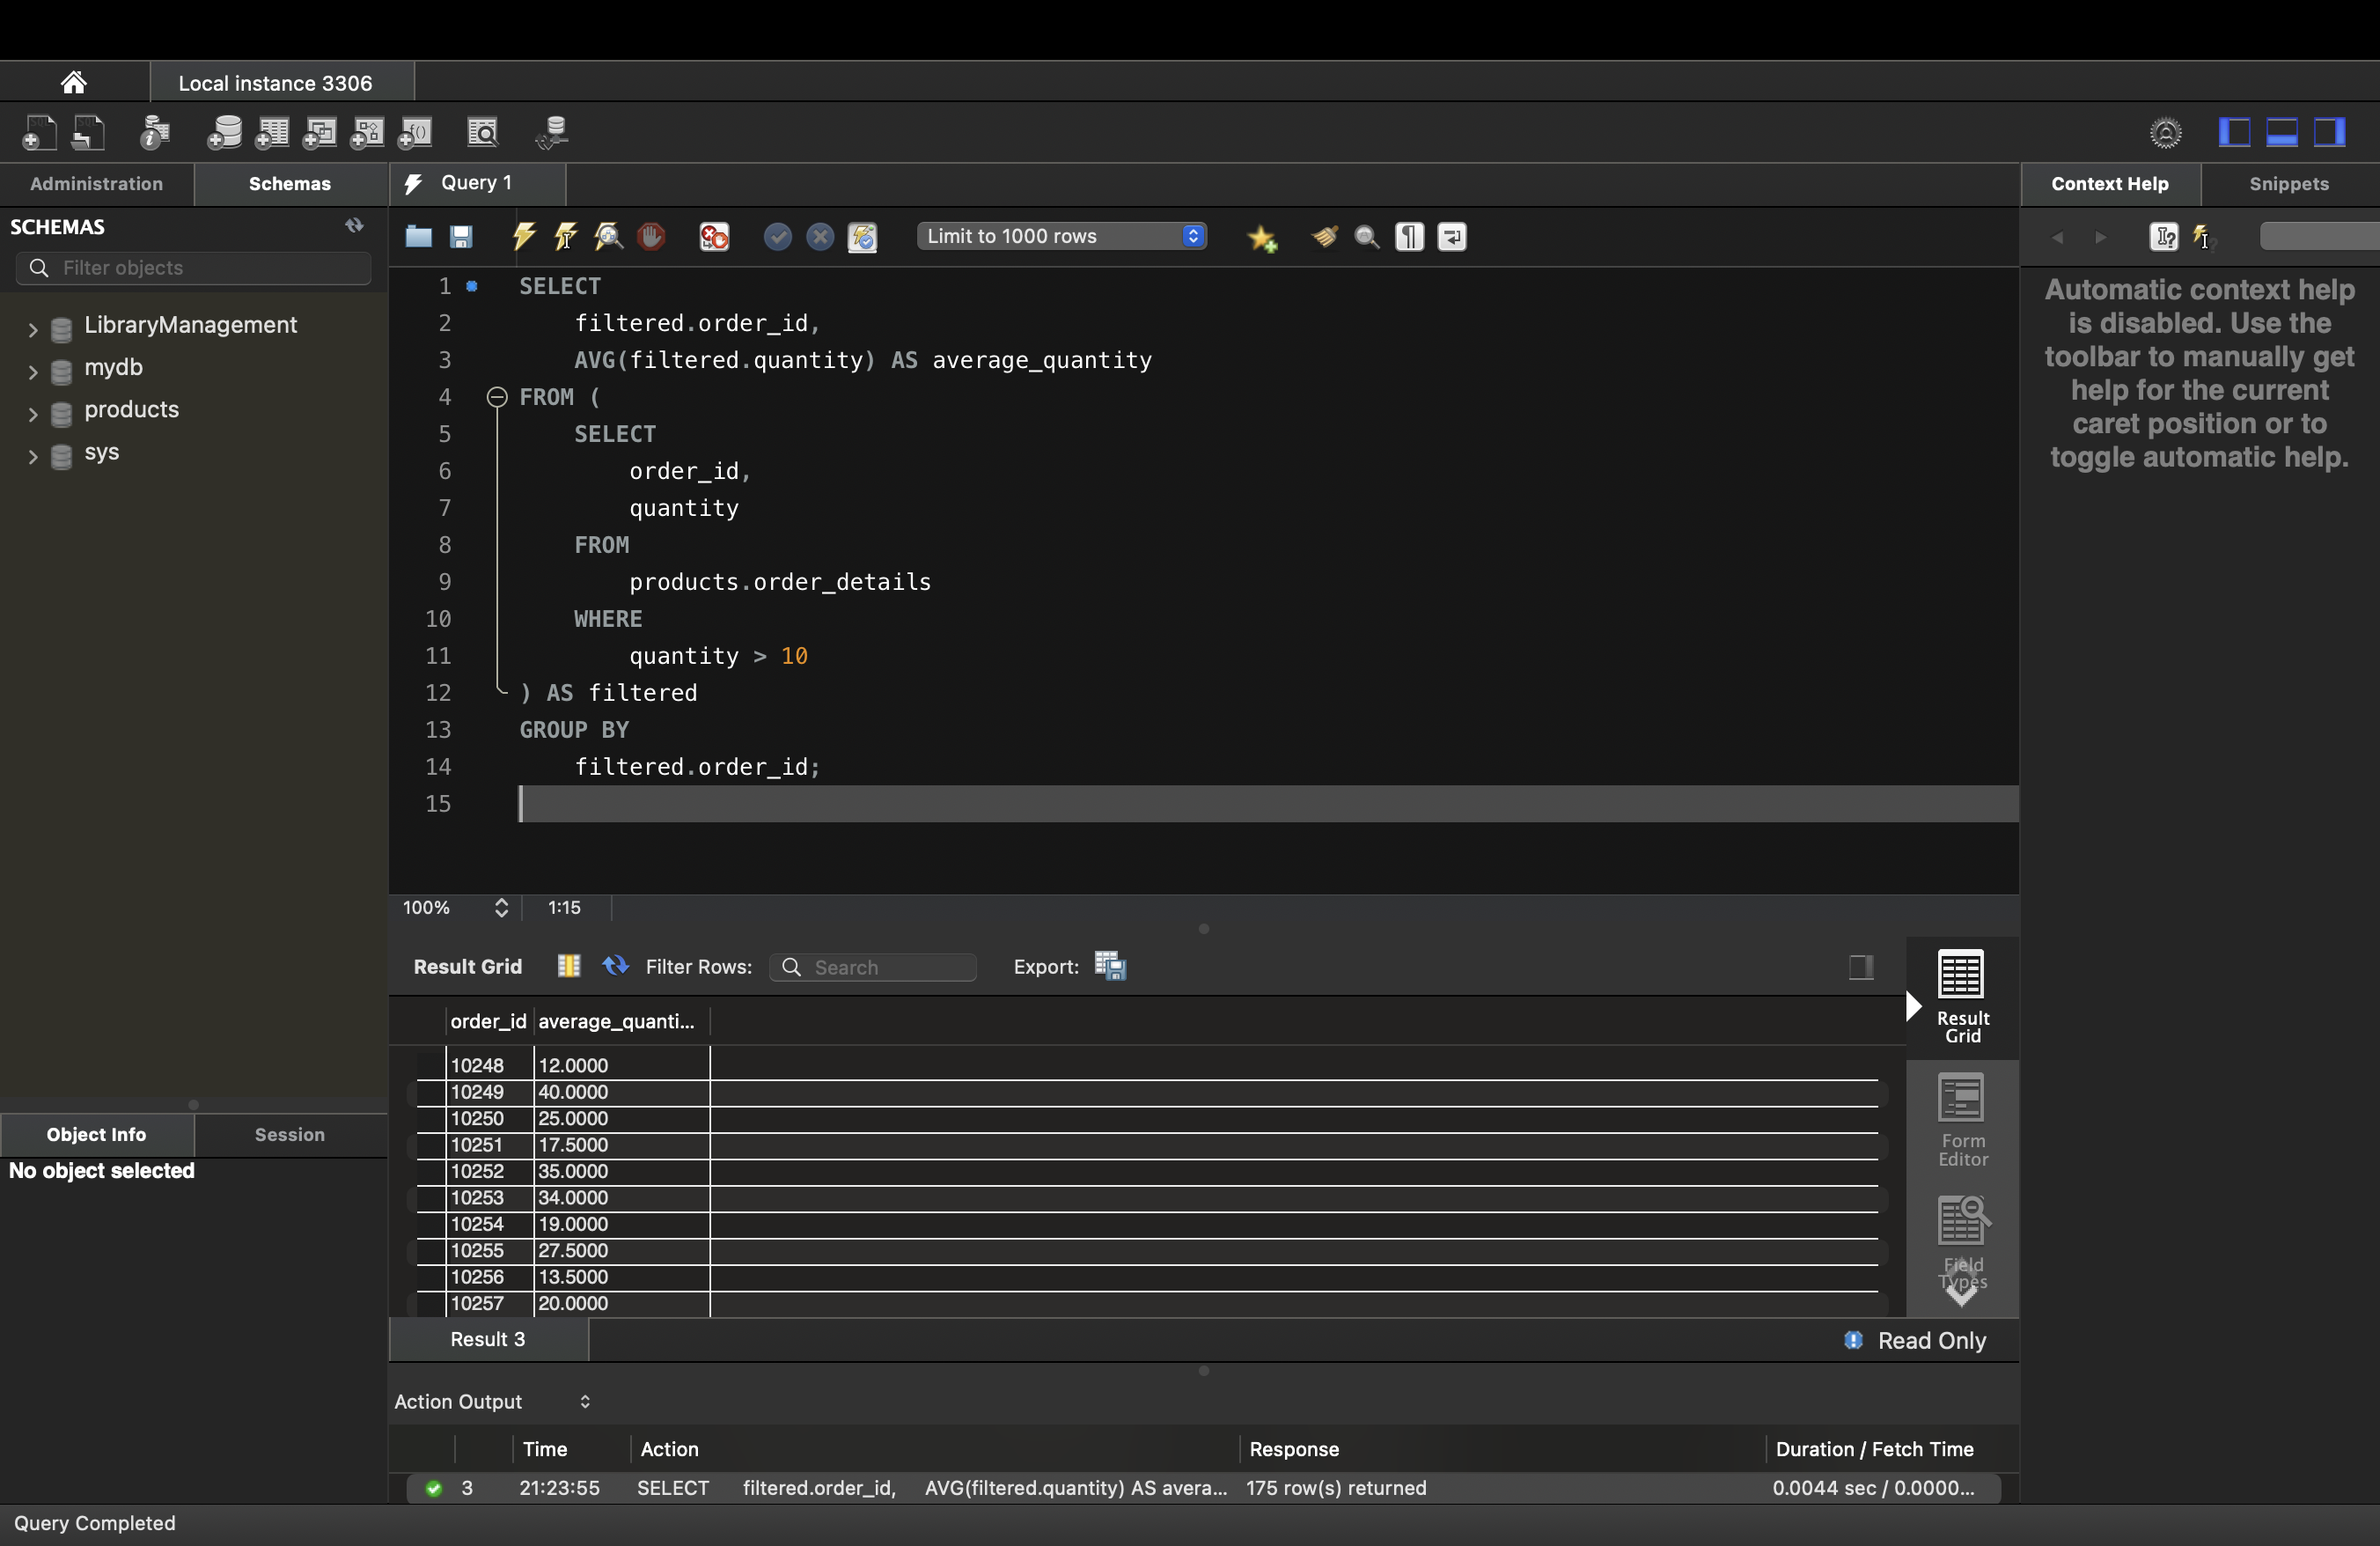 Local instance 3306
Administration
Schemas
Query 1
Context Help
Snippets
SCHEMAS
Filter objects
Limit to 1000 rows
LibraryManagement
mydb
products
sys
1 SELECT
2 filtered.order_id,
3 AVG(filtered.quantity) AS average_quantity
4 FROM (
5 SELECT
6 order_id,
7 quantity
8 FROM
9 products.order_details
10 WHERE
11 quantity > 10
12 ) AS filtered
13 GROUP BY
14 filtered.order_id;
15
Automatic context help
is disabled. Use the
toolbar to manually get
help for the current
caret position or to
toggle automatic help.
100% 1:15
Result Grid Filter Rows: Search Export:
order_id average_quanti...
10248 12.0000
10249 40.0000
10250 25.0000
10251 17.5000
10252 35.0000
10253 34.0000
10254 19.0000
10255 27.5000
10256 13.5000
10257 20.0000
Result
Grid
Form
Editor
Field
Types
Object Info
Session
No object selected
Result 3
Read Only
Action Output
Time Action Response Duration / Fetch Time
3 21:23:55 SELECT filtered.order_id, AVG(filtered.quantity) AS avera... 175 row(s) returned 0.0044 sec / 0.0000...
Query Completed